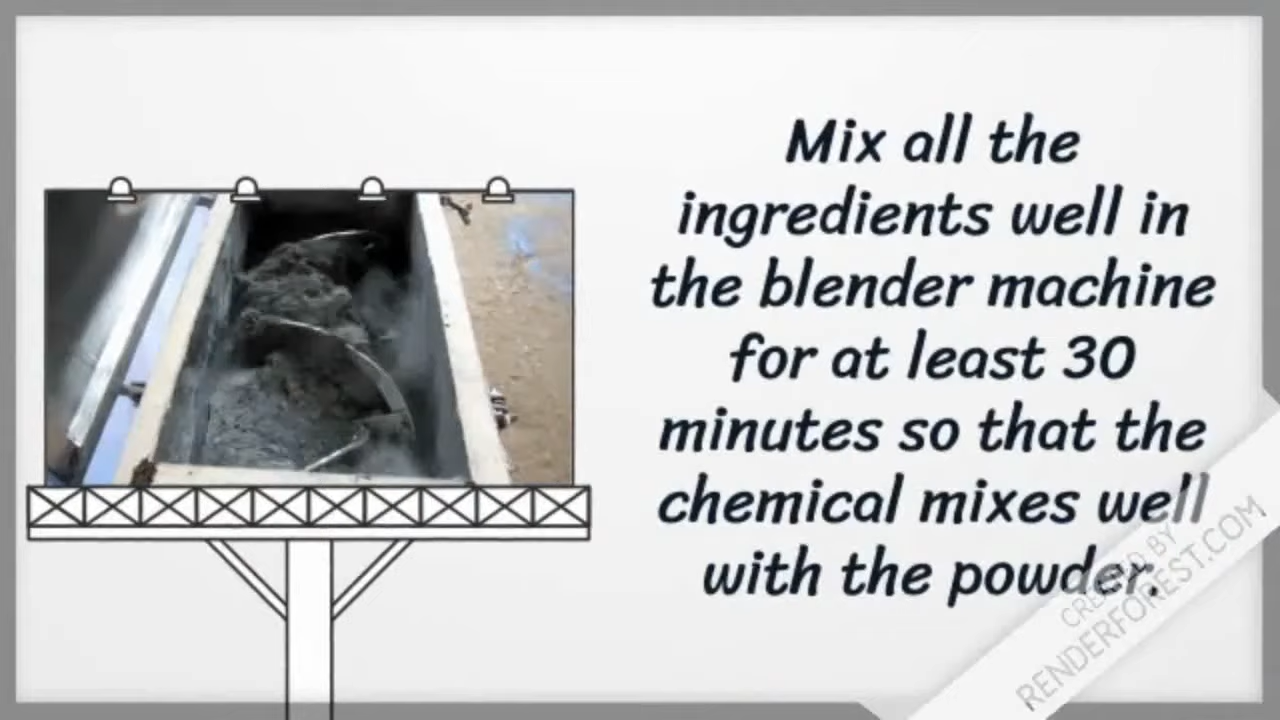 Mix all the
ingredients well in
the blender machine
for at least 30
minutes so that the
chemical mixes well
with the powder.
CREATED BY
RENDERFOREST.COM